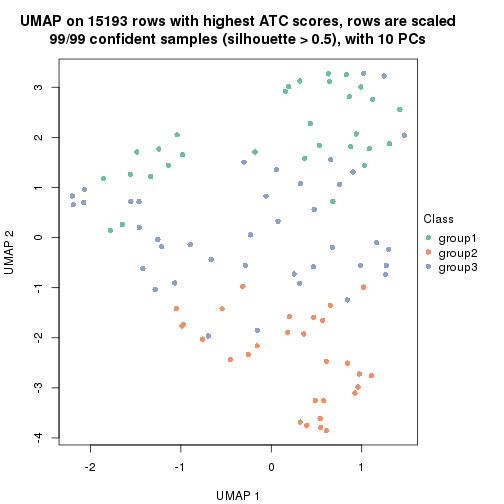 UMAP on 15193 rows with highest ATC scores, rows are scaled
99/99 confident samples (silhouette > 0.5), with 10 PCs
3
2
1
0
-1
-2
-3
-4
UMAP 2
-2
-1
0
1
UMAP 1
Class
group1
group2
group3